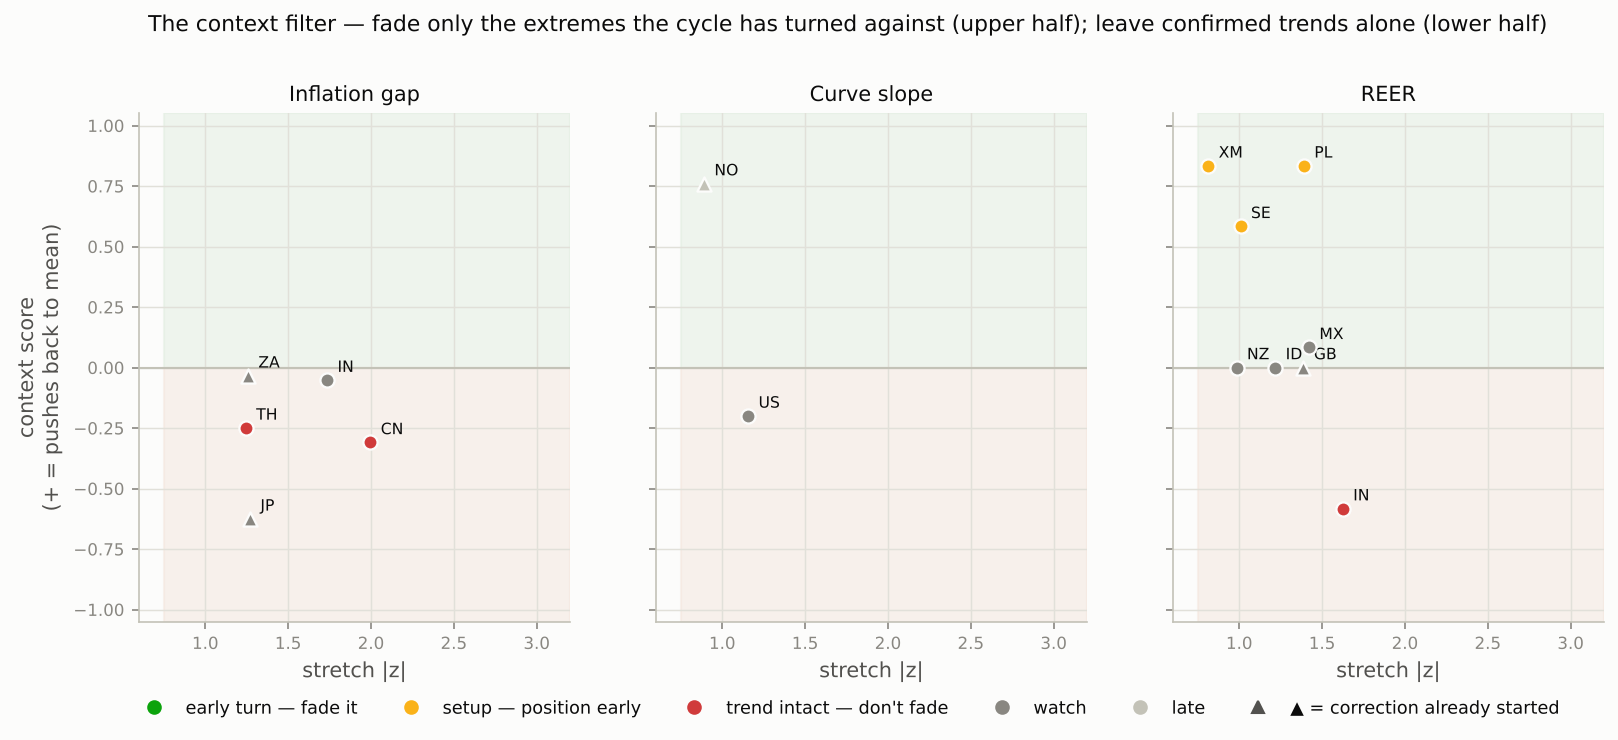 The context filter — fade only the extremes the cycle has turned against (upper half); leave confirmed trends alone (lower half)
Inflation gap
Curve slope
REER
context score
(+ = pushes back to mean)
1.00
0.75
0.50
0.25
0.00
−0.25
−0.50
−0.75
−1.00
ZA
IN
TH
CN
JP
NO
US
XM
PL
SE
MX
NZ
ID
GB
IN
1.0 1.5 2.0 2.5 3.0
1.0 1.5 2.0 2.5 3.0
1.0 1.5 2.0 2.5 3.0
stretch |z|
stretch |z|
stretch |z|
early turn — fade it
setup — position early
trend intact — don't fade
watch
late
▲ = correction already started